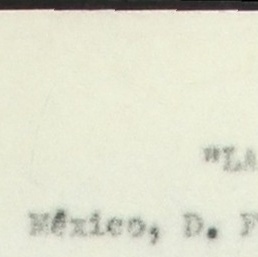 "LA
México, D. F